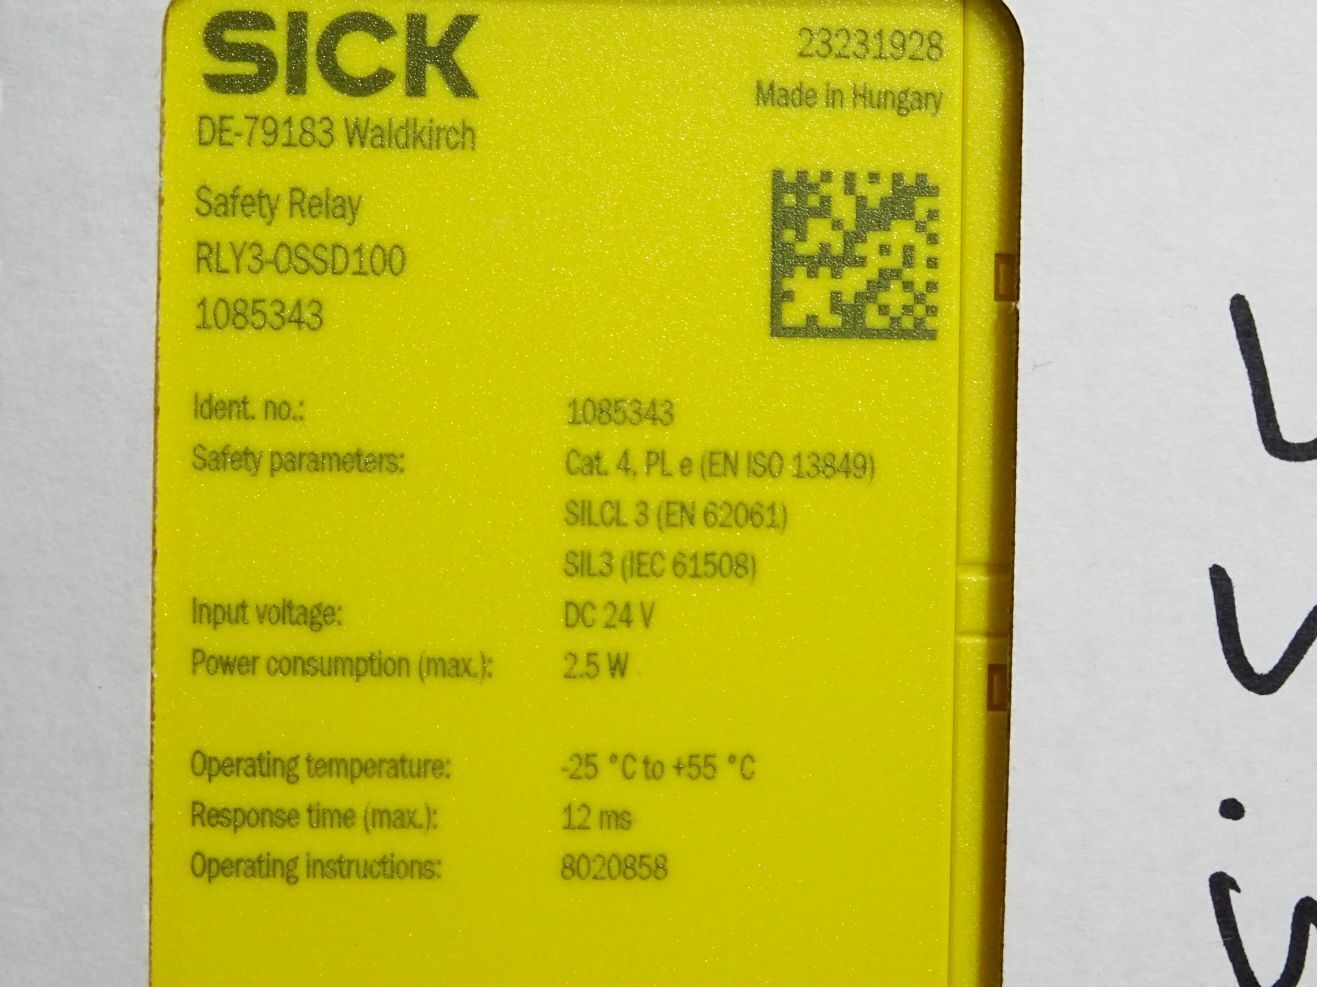 SICK
DE-79183 Waldkirch
23231928
Made in Hungary
Safety Relay
RLY3-OSSD100
1085343
Ident. no.: 1085343
Safety parameters: Cat. 4, PL e (EN ISO 13849)
SILCL 3 (EN 62061)
SIL3 (IEC 61508)
Input voltage: DC 24 V
Power consumption (max.): 2.5 W
Operating temperature: -25 °C to +55 °C
Response time (max.): 12 ms
Operating instructions: 8020858